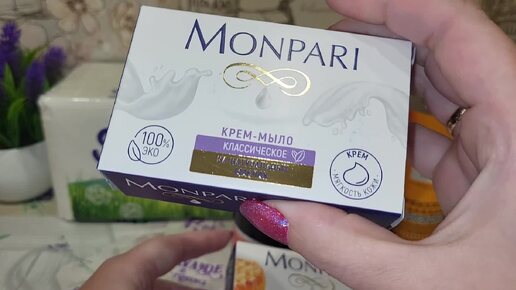 MONPARI
КРЕМ-МЫЛО
КЛАССИЧЕСКОЕ
100%
ЭКО
КРЕМ
МЯГКОСТЬ КОЖИ
MONPARI
MONPARI